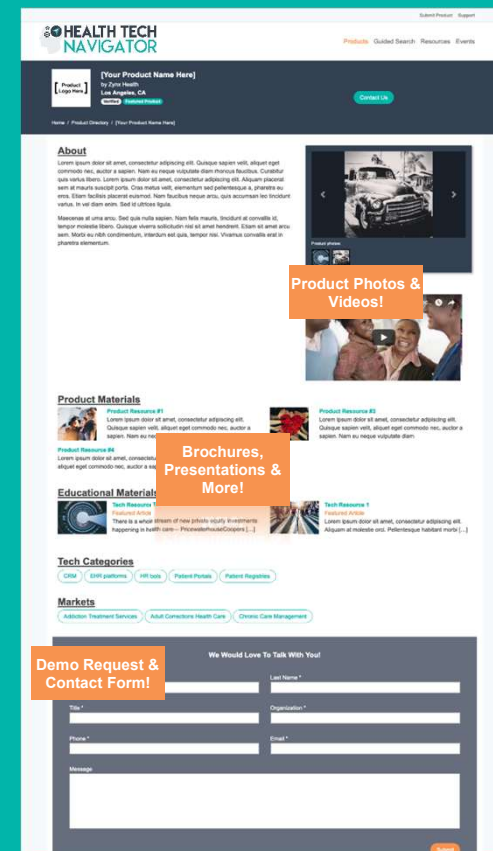 Submit Product Support
HEALTH TECH
NAVIGATOR
Products Guided Search Resources Events
[Product Logo Here]
[Your Product Name Here]
by Zynx Health
Los Angeles, CA
Verified Featured Product
Contact Us
Home / Product Directory / [Your Product Name Here]
About
Lorem ipsum dolor sit amet, consectetur adipiscing elit. Quisque sapien velit, aliquet eget
commodo nec, auctor a sapien. Nam eu neque vulputate diam rhoncus faucibus. Curabitur
quis varius libero. Lorem ipsum dolor sit amet, consectetur adipiscing elit. Aliquam placerat
sem at mauris suscipit porta. Cras metus velit, elementum sed pellentesque a, pharetra eu
eros. Etiam facilisis placerat euismod. Nam faucibus neque arcu, quis accumsan leo tincidunt
varius. In vel diam enim. Sed id ultrices ligula.
Maecenas at urna arcu. Sed quis nulla sapien. Nam felis mauris, tincidunt at convallis id,
tempor molestie libero. Quisque viverra sollicitudin nisl sit amet hendrerit. Etiam sit amet arcu
sem. Morbi eu nibh condimentum, interdum est quis, tempor nisi. Vivamus convallis erat in
pharetra elementum.
Product photos
Product Photos &
Videos!
Product Materials
Product Resource #1
Lorem ipsum dolor sit amet, consectetur adipiscing elit.
Quisque sapien velit, aliquet eget commodo nec, auctor a
sapien. Nam eu neq
Product Resource #2
Lorem ipsum dolor sit amet, consectetur adipiscing elit.
Quisque sapien velit, aliquet eget commodo nec, auctor a
sapien. Nam eu neque vulputate diam
Product Resource #4
Lorem ipsum dolor sit amet, consectetu
aliquet eget commodo nec, auctor a sap
Brochures,
Presentations &
More!
Educational Materials
Tech Resource 1
Featured Article
There is a whole stream of new private equity investments
happening in health care-- PricewaterhouseCoopers [...]
Tech Resource 1
Featured Article
Lorem ipsum dolor sit amet, consectetur adipiscing elit.
Aliquam at molestie orci. Pellentesque habitant morbi [...]
Tech Categories
CRM EHR platforms HR tools Patient Portals Patient Registries
Markets
Addiction Treatment Services Adult Corrections Health Care Chronic Care Management
We Would Love To Talk With You!
Demo Request &
Contact Form!
Last Name *
Title * Organization *
Phone * Email *
Message
Submit